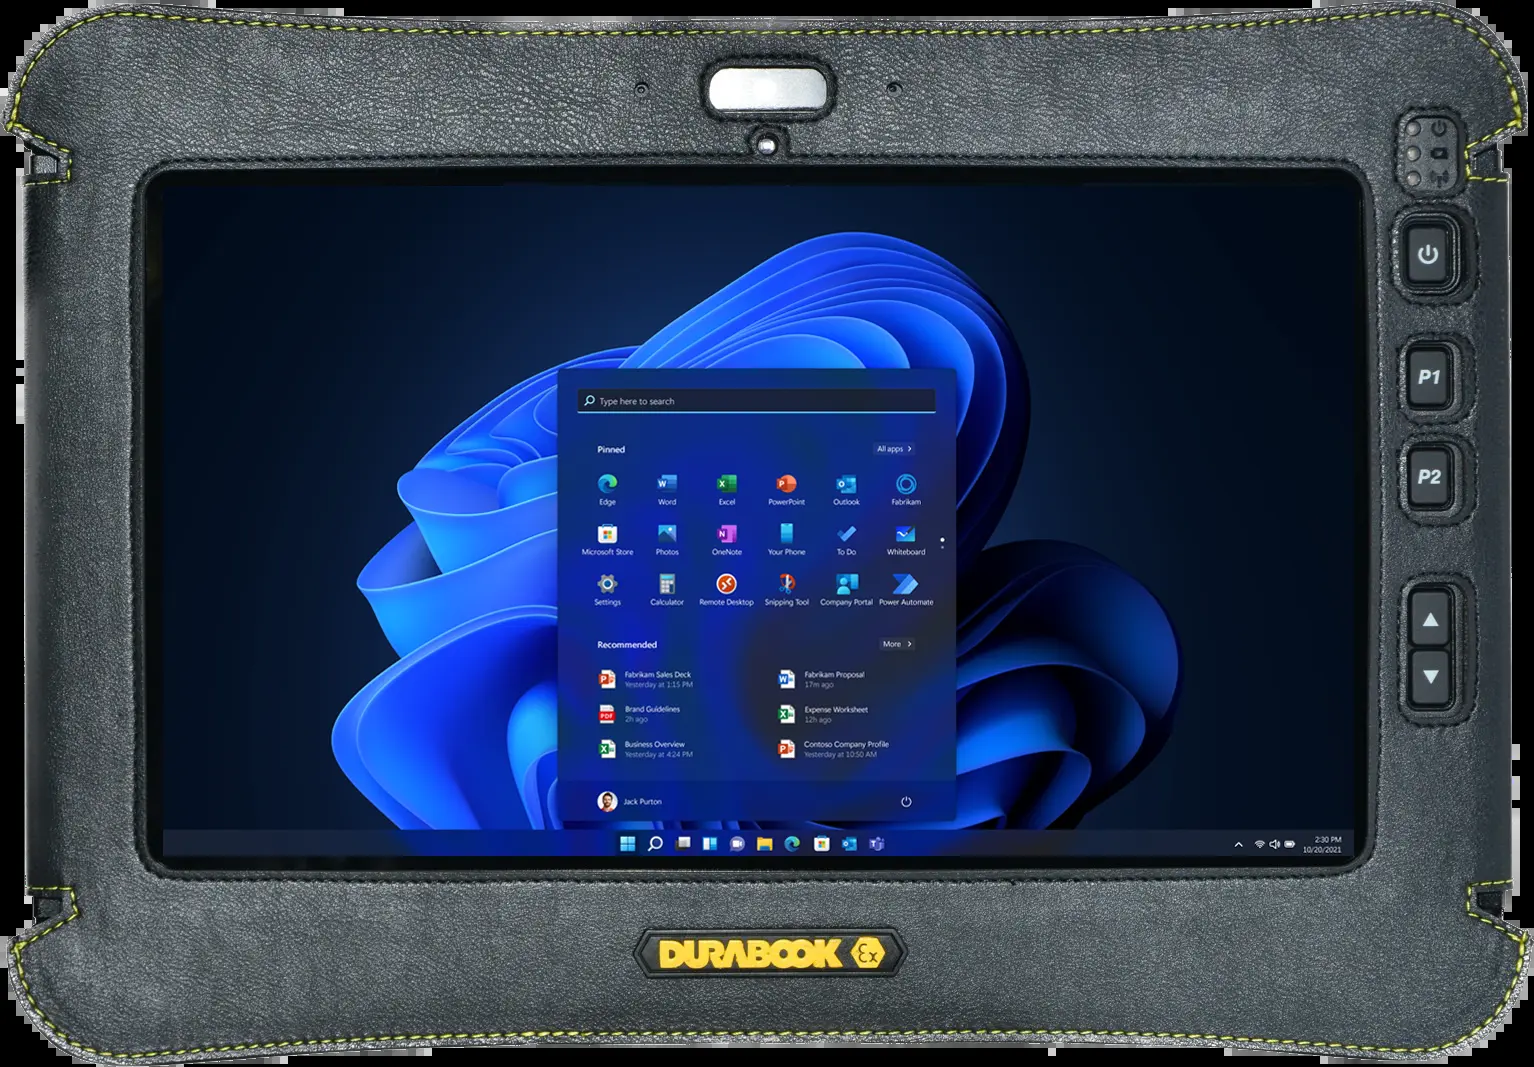 P1
P2
Type here to search
Pinned
All apps
Edge
Word
Excel
PowerPoint
Outlook
Fabrikam
Microsoft Store
Photos
OneNote
Your Phone
To Do
Whiteboard
Settings
Calculator
Remote Desktop
Snipping Tool
Company Portal
Power Automate
Recommended
More
Fabrikam Sales Deck
Yesterday at 1:15 PM
Fabrikam Proposal
17m ago
Brand Guidelines
2h ago
Expense Worksheet
12h ago
Business Overview
Yesterday at 4:24 PM
Contoso Company Profile
Yesterday at 10:50 AM
Jack Purton
2:30 PM
10/20/2021
DURABOOK Ex